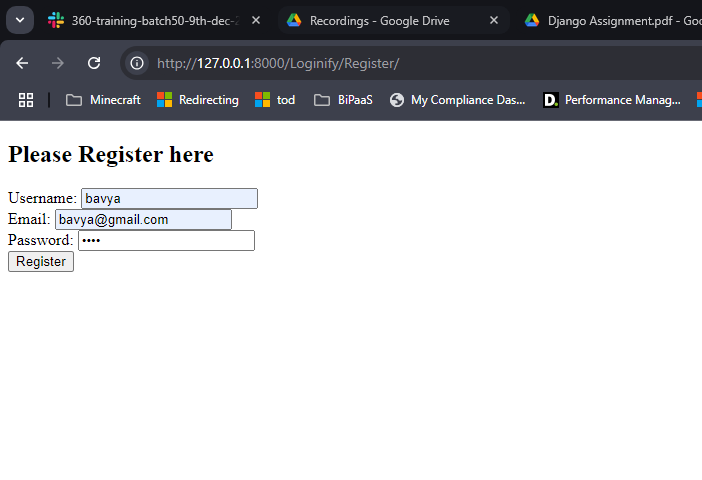 360-training-batch50-9th-dec-
Recordings - Google Drive
Django Assignment.pdf - Goo
http://127.0.0.1:8000/Loginify/Register/
Minecraft
Redirecting
tod
BiPaaS
My Compliance Das...
D.
Performance Manag...
Please Register here
Username: bavya
Email: bavya@gmail.com
Password: ••••
Register